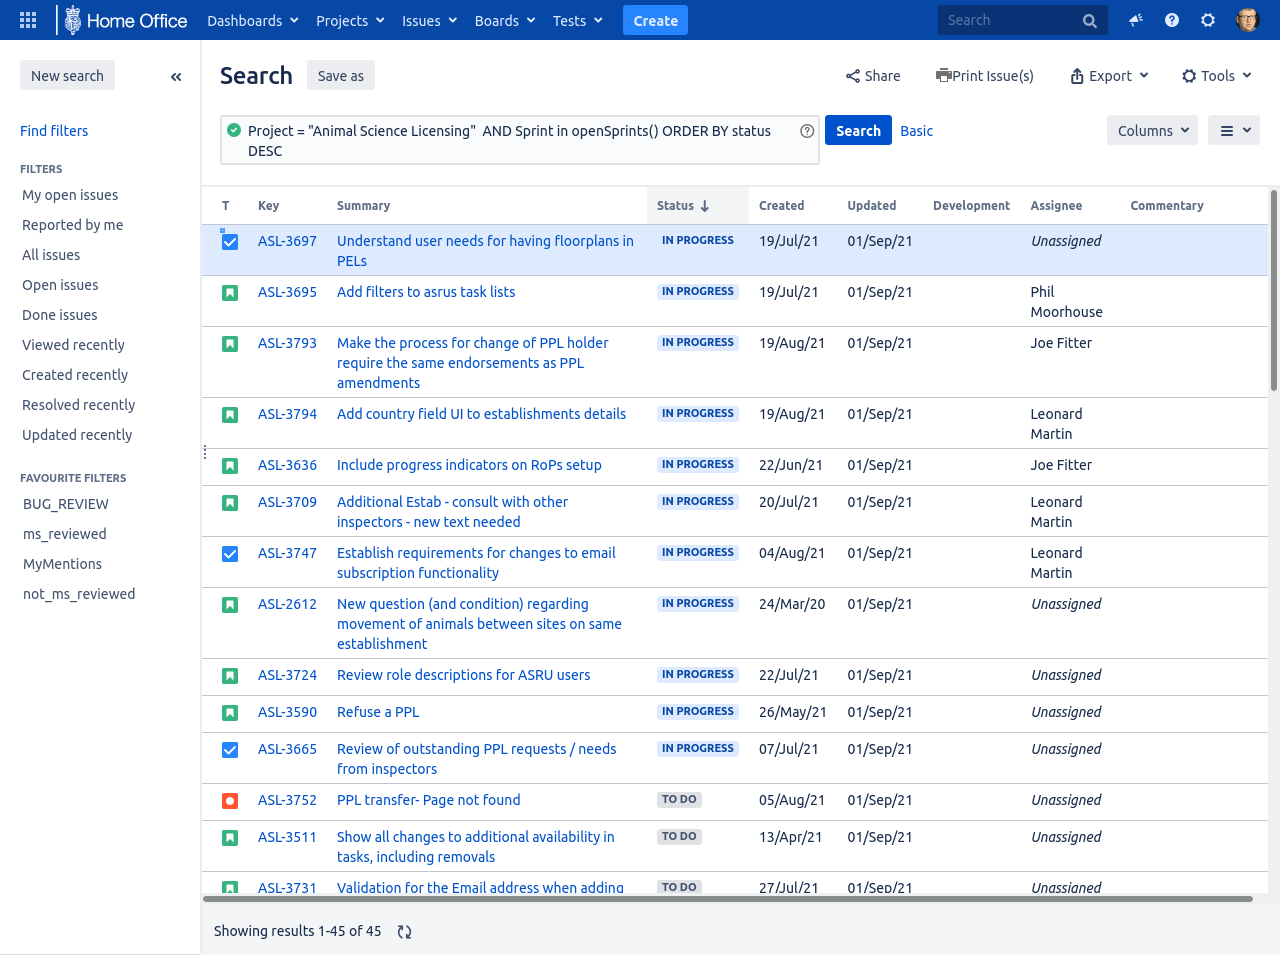 Home Office Dashboards Projects Issues Boards Tests Create Search
New search
Find filters
FILTERS
My open issues
Reported by me
All issues
Open issues
Done issues
Viewed recently
Created recently
Resolved recently
Updated recently
FAVOURITE FILTERS
BUG_REVIEW
ms_reviewed
MyMentions
not_ms_reviewed
Search Save as Share Print Issue(s) Export Tools
Project = "Animal Science Licensing"  AND Sprint in openSprints() ORDER BY status
DESC
Search Basic Columns
T Key Summary Status Created Updated Development Assignee Commentary
ASL-3697 Understand user needs for having floorplans in IN PROGRESS 19/Jul/21 01/Sep/21 Unassigned
PELs
ASL-3695 Add filters to asrus task lists IN PROGRESS 19/Jul/21 01/Sep/21 Phil
Moorhouse
ASL-3793 Make the process for change of PPL holder IN PROGRESS 19/Aug/21 01/Sep/21 Joe Fitter
require the same endorsements as PPL
amendments
ASL-3794 Add country field UI to establishments details IN PROGRESS 19/Aug/21 01/Sep/21 Leonard
Martin
ASL-3636 Include progress indicators on RoPs setup IN PROGRESS 22/Jun/21 01/Sep/21 Joe Fitter
ASL-3709 Additional Estab - consult with other IN PROGRESS 20/Jul/21 01/Sep/21 Leonard
inspectors - new text needed Martin
ASL-3747 Establish requirements for changes to email IN PROGRESS 04/Aug/21 01/Sep/21 Leonard
subscription functionality Martin
ASL-2612 New question (and condition) regarding IN PROGRESS 24/Mar/20 01/Sep/21 Unassigned
movement of animals between sites on same
establishment
ASL-3724 Review role descriptions for ASRU users IN PROGRESS 22/Jul/21 01/Sep/21 Unassigned
ASL-3590 Refuse a PPL IN PROGRESS 26/May/21 01/Sep/21 Unassigned
ASL-3665 Review of outstanding PPL requests / needs IN PROGRESS 07/Jul/21 01/Sep/21 Unassigned
from inspectors
ASL-3752 PPL transfer- Page not found TO DO 05/Aug/21 01/Sep/21 Unassigned
ASL-3511 Show all changes to additional availability in TO DO 13/Apr/21 01/Sep/21 Unassigned
tasks, including removals
ASL-3731 Validation for the Email address when adding TO DO 27/Jul/21 01/Sep/21 Unassigned
Showing results 1-45 of 45